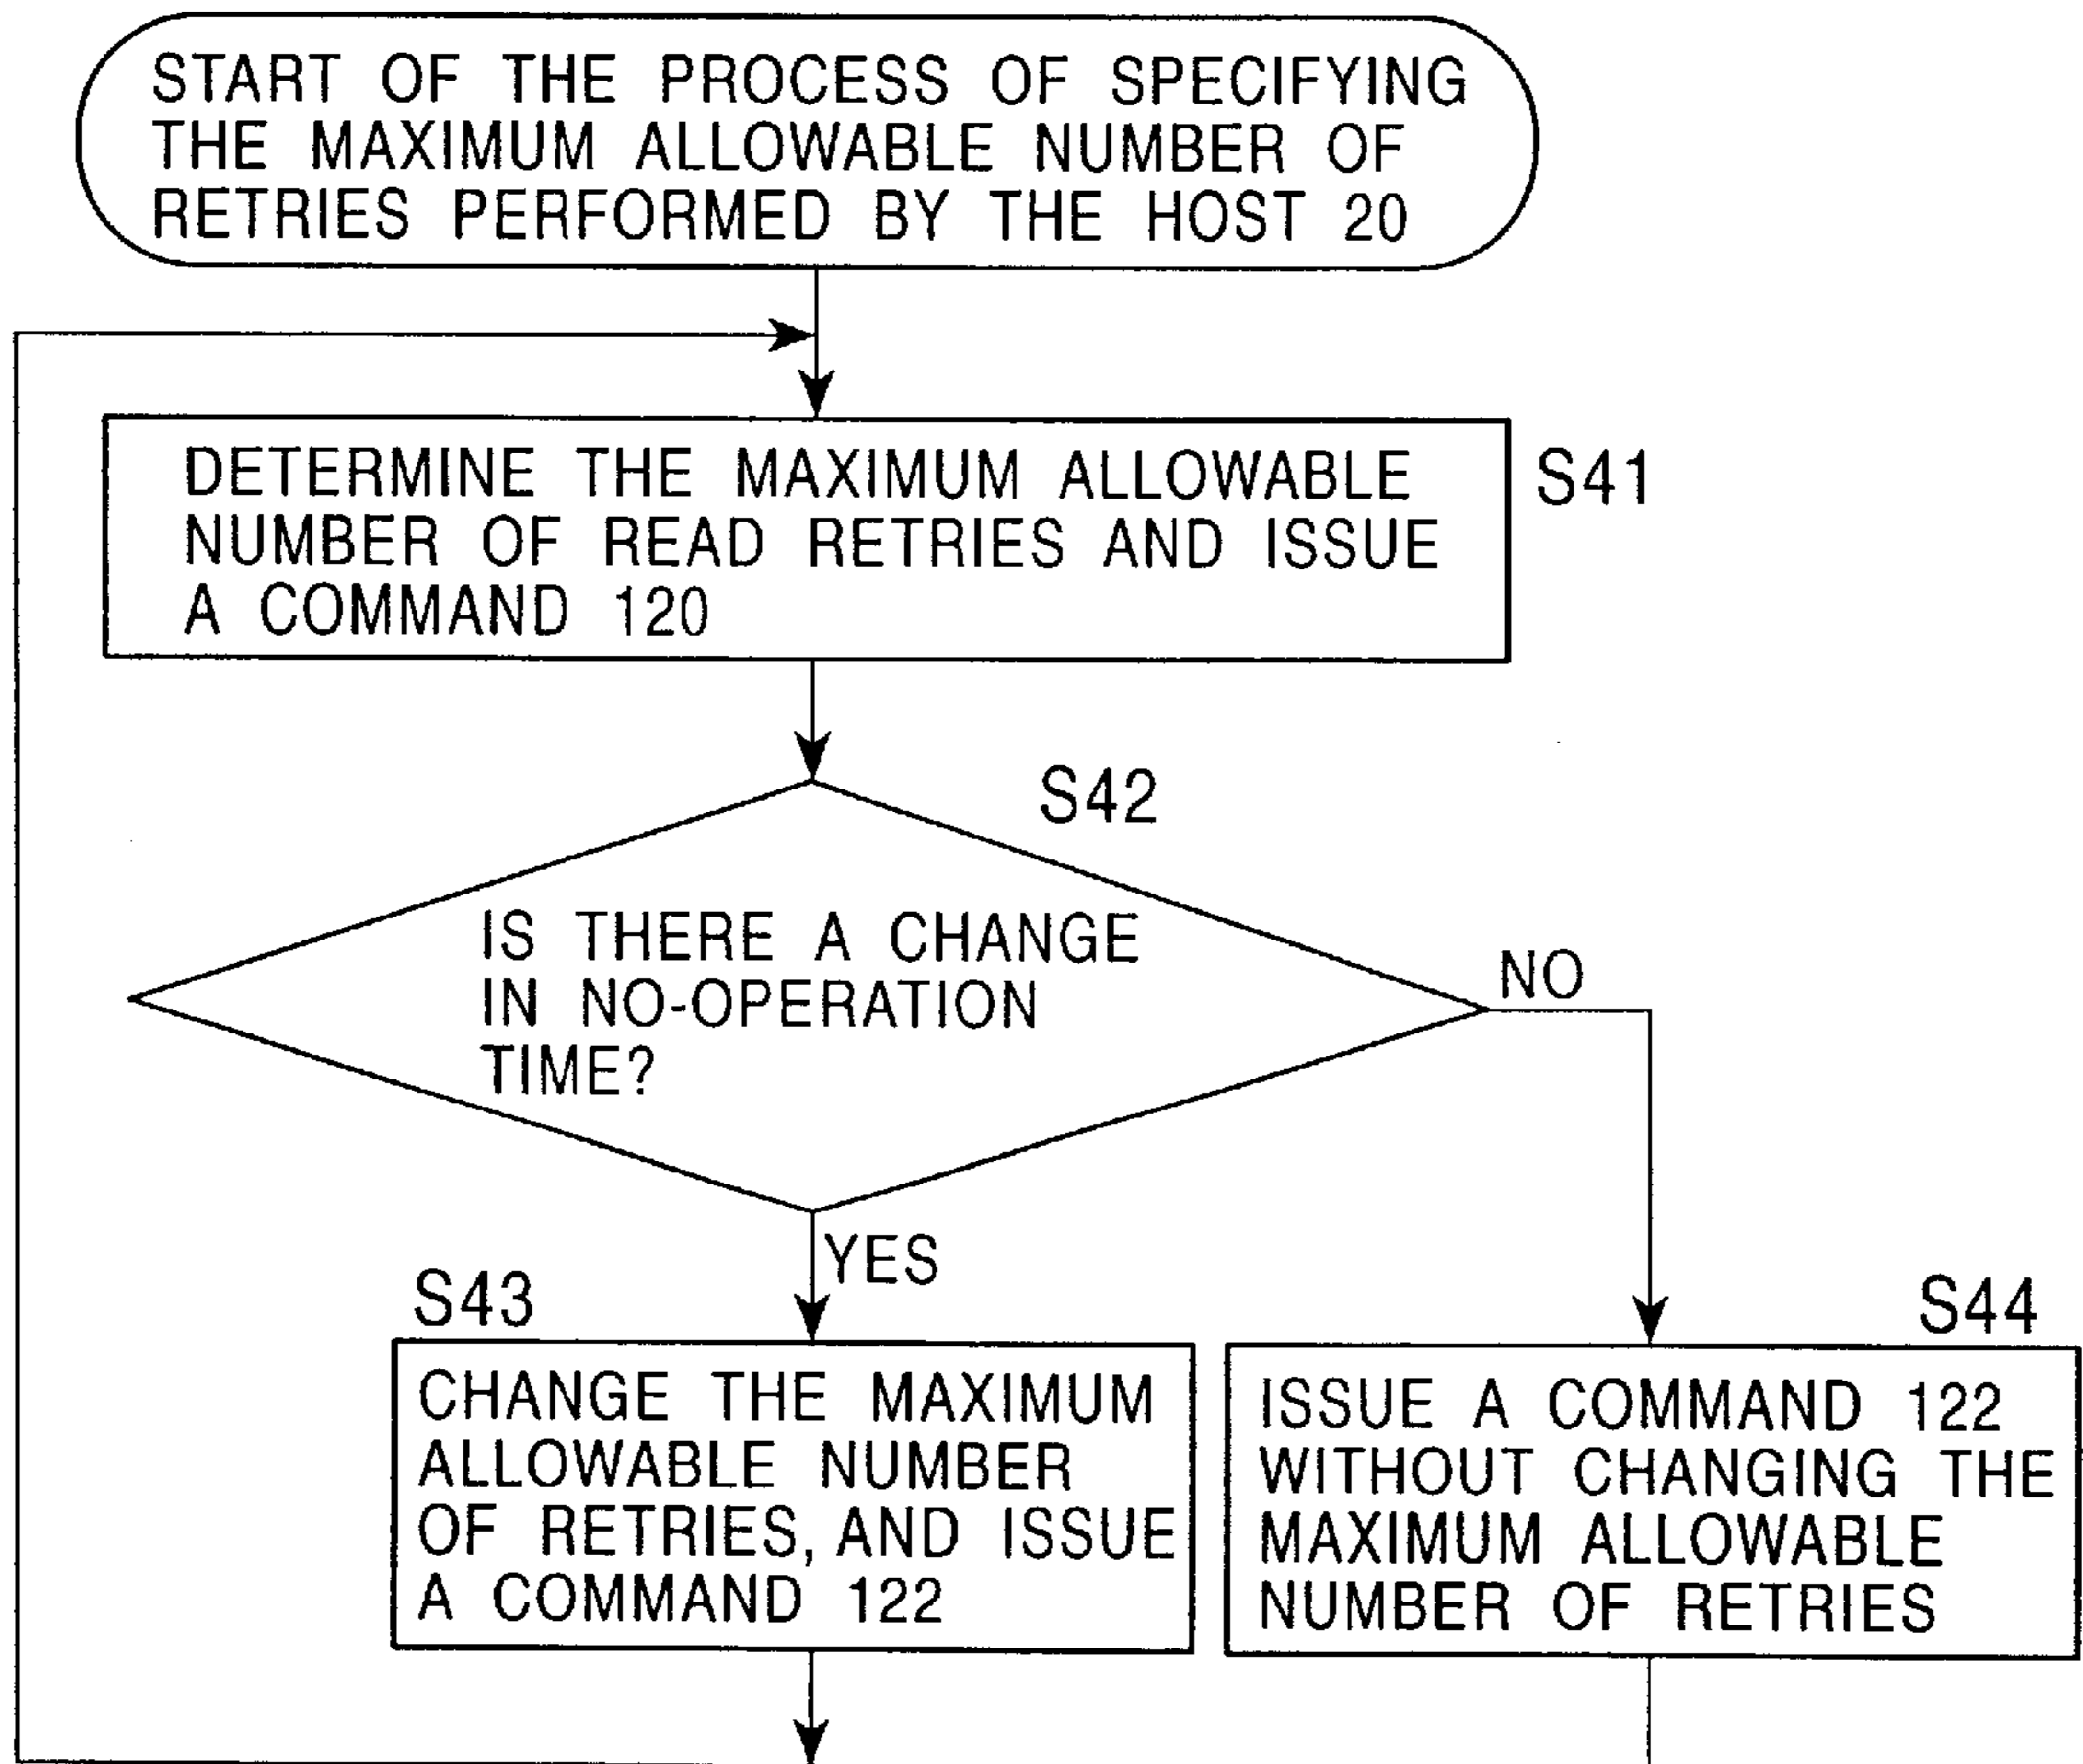 START OF THE PROCESS OF SPECIFYING
THE MAXIMUM ALLOWABLE NUMBER OF
RETRIES PERFORMED BY THE HOST 20
DETERMINE THE MAXIMUM ALLOWABLE
NUMBER OF READ RETRIES AND ISSUE
A COMMAND 120
S41
S42
IS THERE A CHANGE
IN NO-OPERATION
TIME?
NO
YES
S43
CHANGE THE MAXIMUM
ALLOWABLE NUMBER
OF RETRIES, AND ISSUE
A COMMAND 122
S44
ISSUE A COMMAND 122
WITHOUT CHANGING THE
MAXIMUM ALLOWABLE
NUMBER OF RETRIES